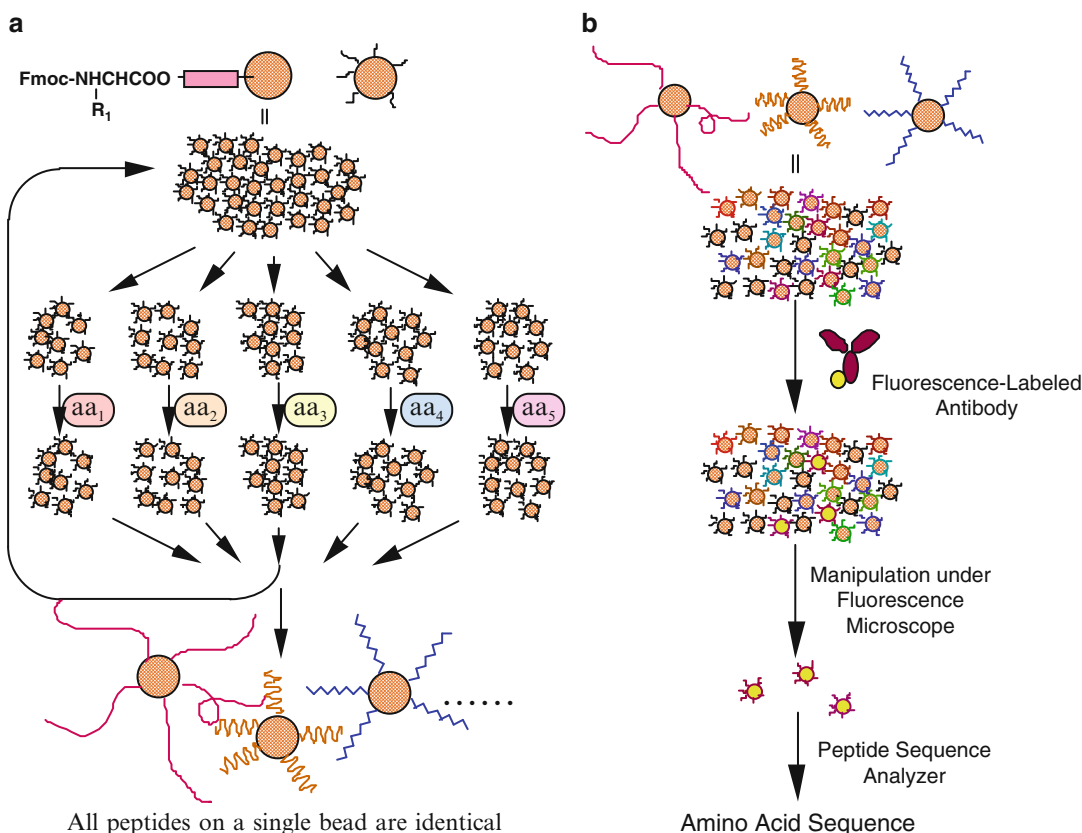 a
Fmoc-NHCHCOO
R₁
=
aa₁
aa₂
aa₃
aa₄
aa₅
......
All peptides on a single bead are identical
b
=
Fluorescence-Labeled
Antibody
Manipulation under
Fluorescence
Microscope
Peptide Sequence
Analyzer
Amino Acid Sequence